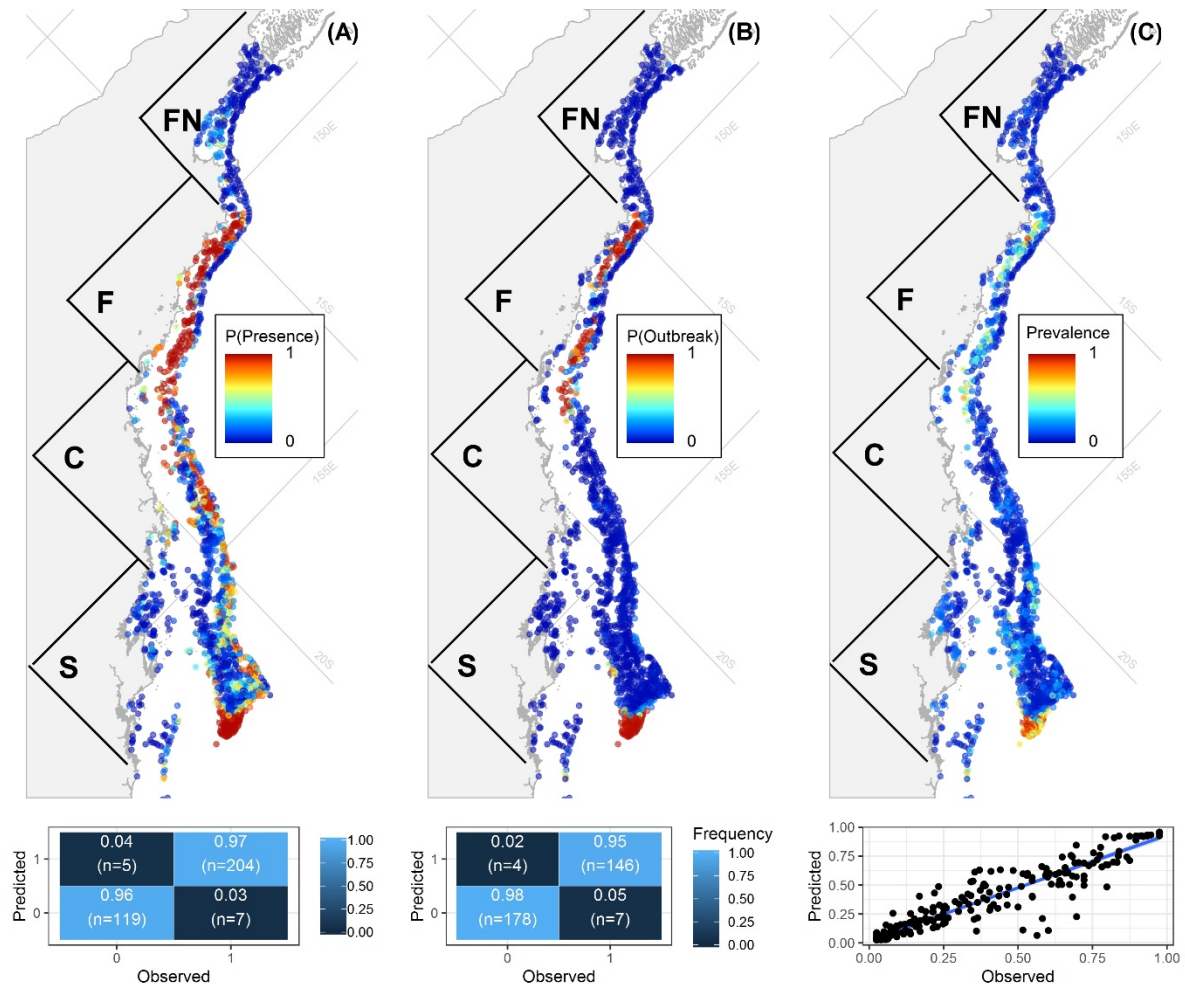 (A)
FN
150E
F
15S
P(Presence)
1
0
C
155E
S
20S
(B)
FN
150E
F
15S
P(Outbreak)
1
0
C
155E
S
20S
(C)
FN
150E
F
15S
Prevalence
1
0
C
155E
S
20S
Predicted
1
0
0.04
(n=5)
0.97
(n=204)
0.96
(n=119)
0.03
(n=7)
0
1
Observed
1.00
0.75
0.50
0.25
0.00
Predicted
1
0
0.02
(n=4)
0.95
(n=146)
0.98
(n=178)
0.05
(n=7)
0
1
Observed
Frequency
1.00
0.75
0.50
0.25
0.00
Predicted
1.00
0.75
0.50
0.25
0.00
0.00
0.25
0.50
0.75
1.00
Observed